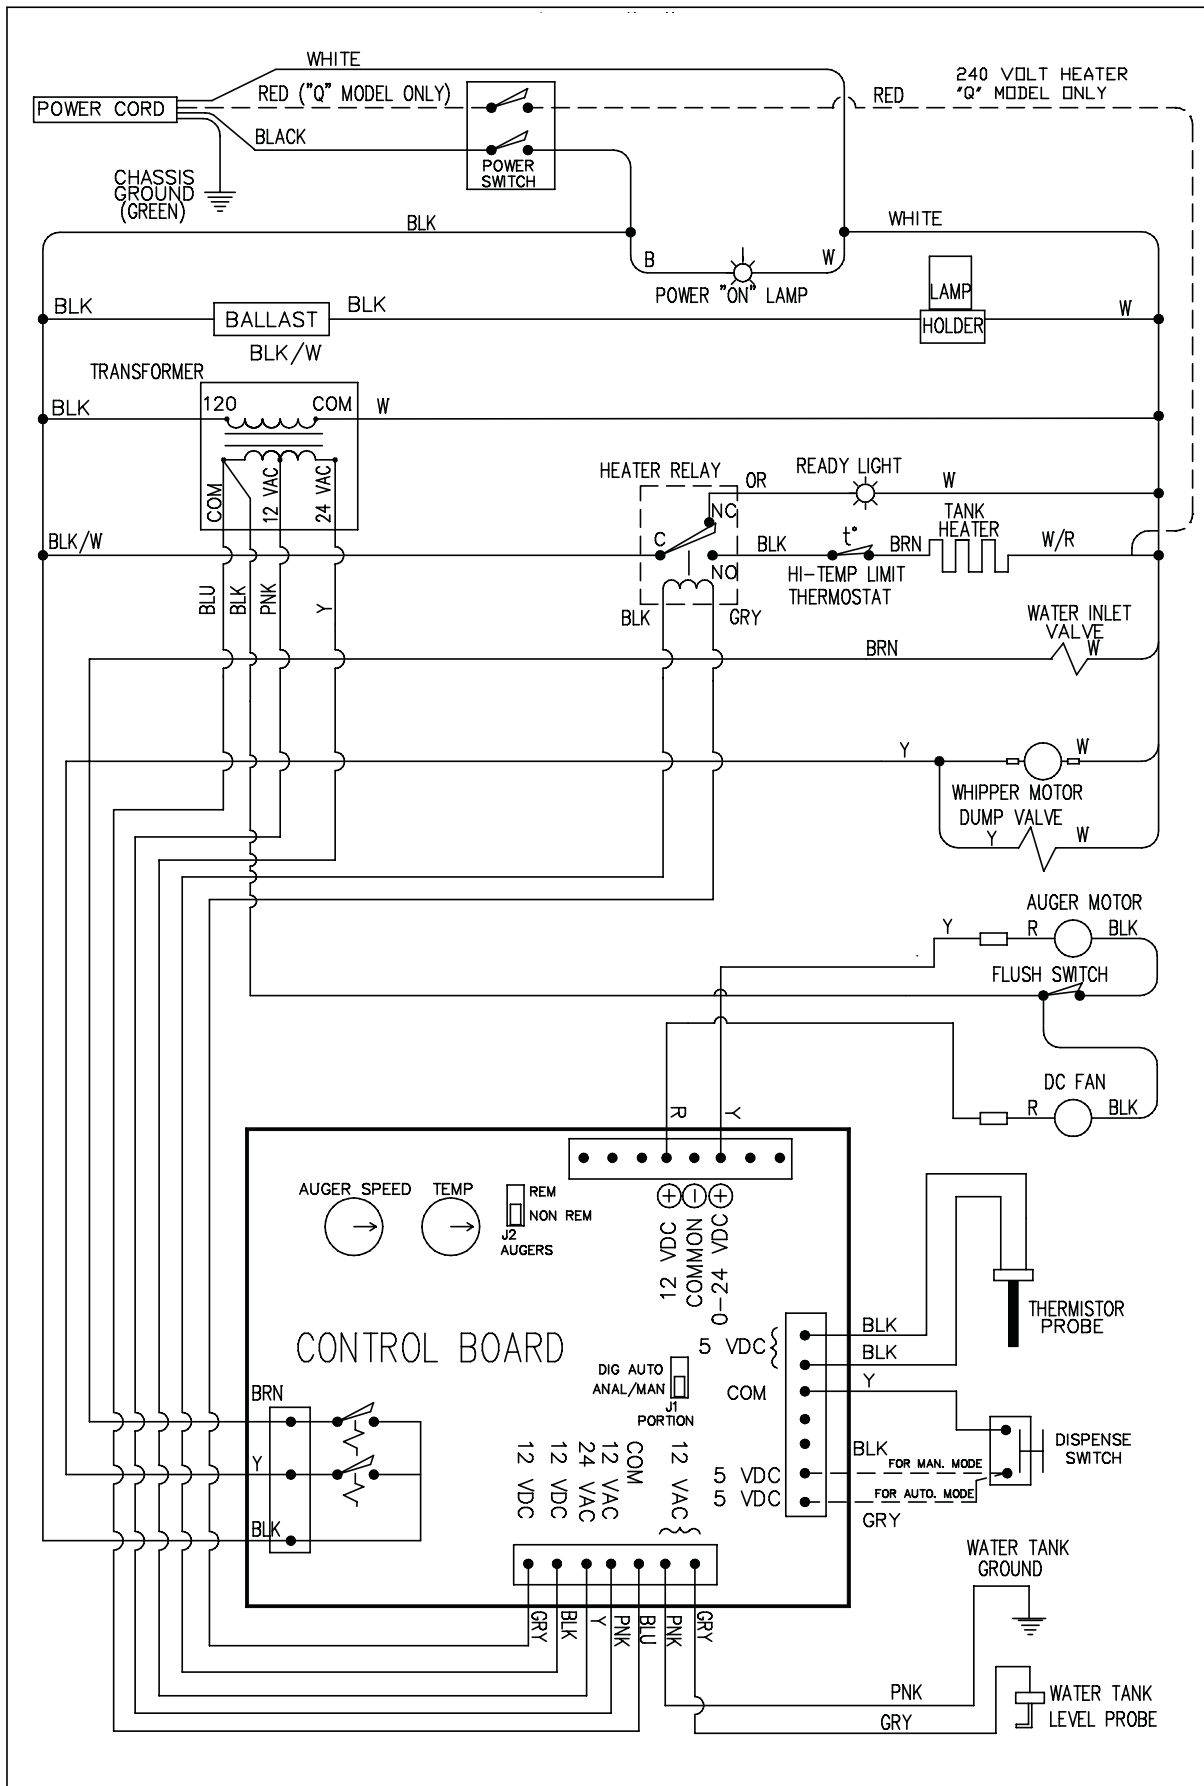 WHITE
240 VOLT HEATER
"Q" MODEL ONLY
POWER CORD
RED ("Q" MODEL ONLY)
RED
BLACK
POWER
SWITCH
CHASSIS
GROUND
(GREEN)
BLK
WHITE
B
W
POWER "ON" LAMP
LAMP
HOLDER
BLK
BALLAST
BLK
W
BLK/W
TRANSFORMER
120
COM
BLK
W
COM
12 VAC
24 VAC
HEATER RELAY
READY LIGHT
OR
W
NC
TANK
HEATER
BLK/W
C
BLK
t°
BRN
W/R
NO
HI-TEMP LIMIT
THERMOSTAT
BLU
BLK
PNK
Y
BLK
GRY
WATER INLET
VALVE
BRN
W
Y
W
WHIPPER MOTOR
DUMP VALVE
Y
W
AUGER MOTOR
Y
R
BLK
FLUSH SWITCH
DC FAN
R
BLK
R
Y
AUGER SPEED
TEMP
REM
NON REM
J2
AUGERS
+
-
+
12 VDC
COMMON
0-24 VDC
THERMISTOR
PROBE
CONTROL BOARD
5 VDC
BLK
BLK
DIG AUTO
ANAL/MAN
J1
PORTION
COM
Y
BRN
Y
BLK
12 VDC
12 VDC
24 VAC
12 VAC
COM
12 VAC
5 VDC
5 VDC
BLK
FOR MAN. MODE
FOR AUTO. MODE
GRY
DISPENSE
SWITCH
WATER TANK
GROUND
GRY
BLK
Y
PNK
BLU
PNK
GRY
PNK
GRY
WATER TANK
LEVEL PROBE